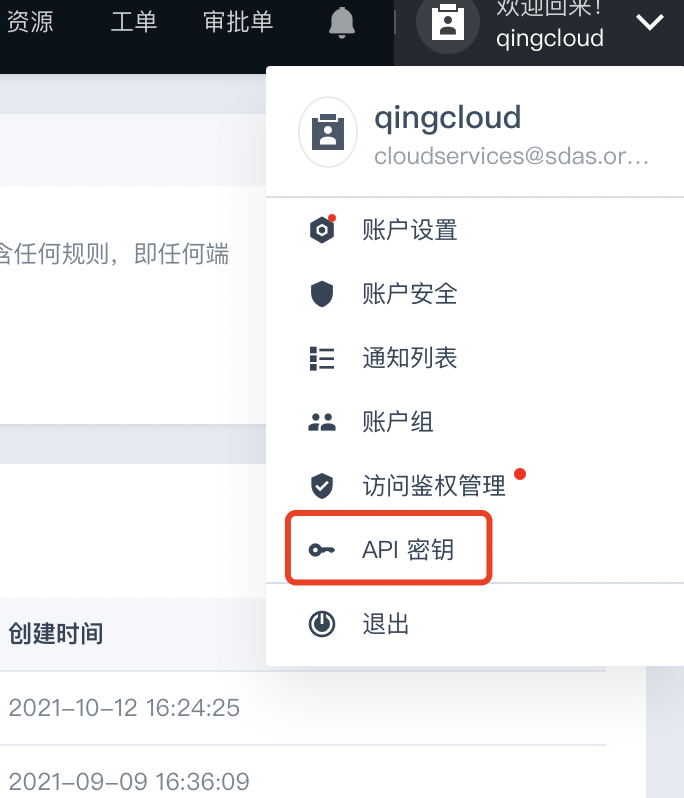 资源 工单 审批单
欢迎回来！
qingcloud
qingcloud
cloudservices@sdas.or...
账户设置
账户安全
通知列表
账户组
访问鉴权管理
API 密钥
退出
含任何规则，即任何端
创建时间
2021-10-12 16:24:25
2021-09-09 16:36:09